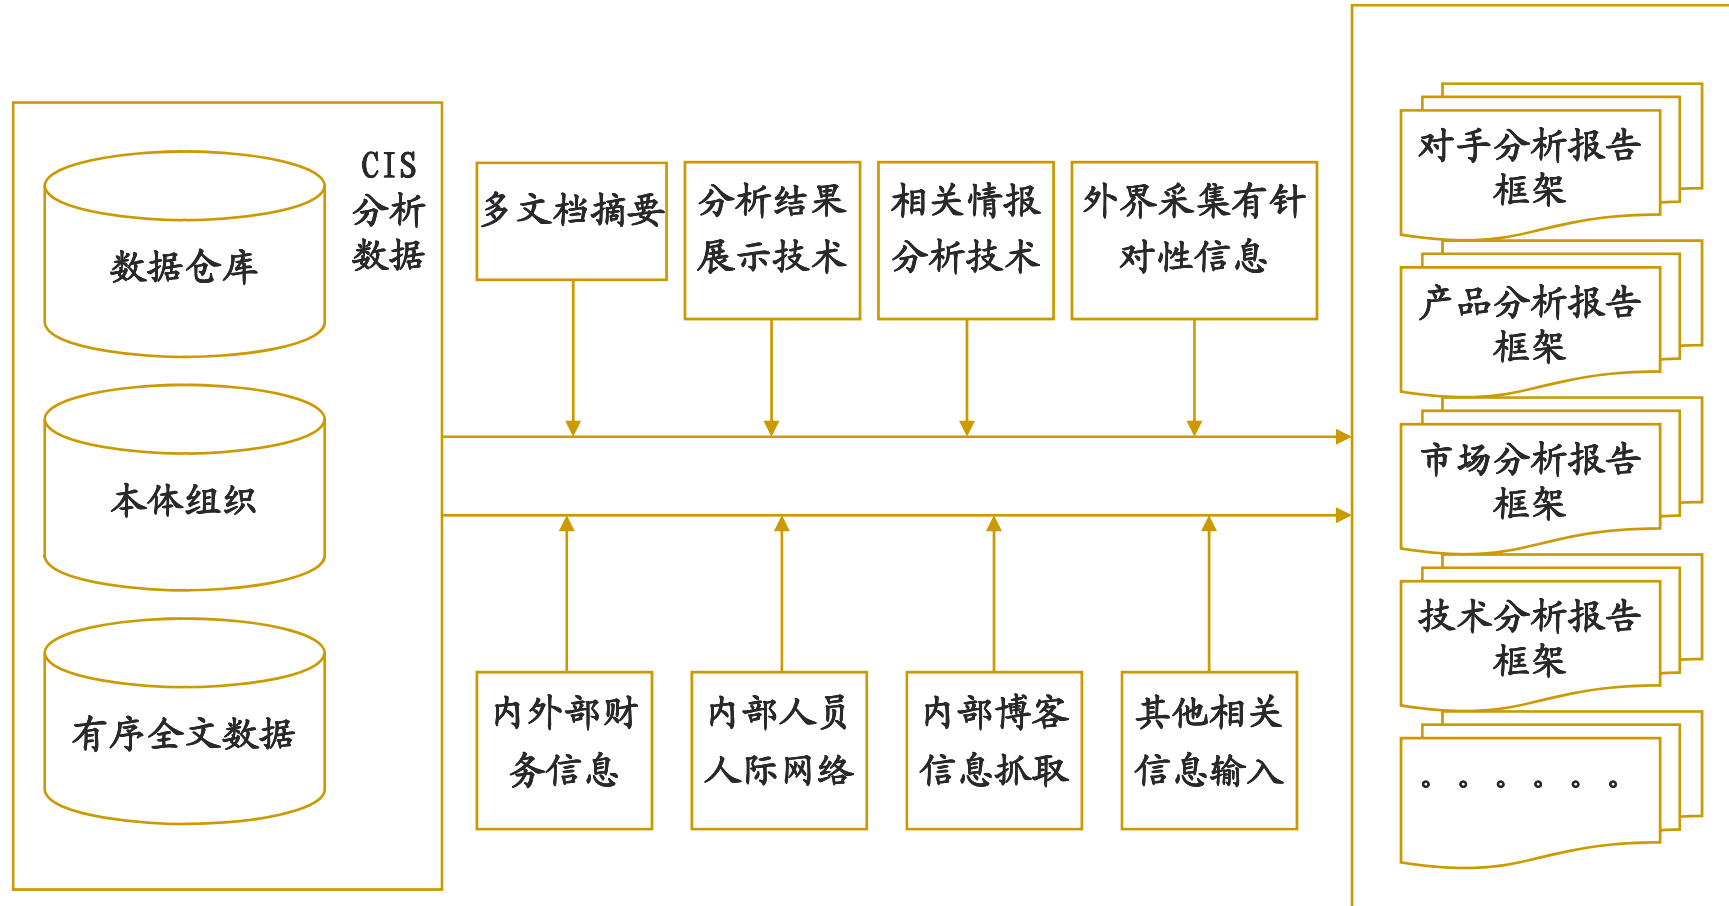 CIS
分析
数据
数据仓库
本体组织
有序全文数据
多文档摘要
分析结果
展示技术
相关情报
分析技术
外界采集有针
对性信息
内外部财
务信息
内部人员
人际网络
内部博客
信息抓取
其他相关
信息输入
对手分析报告
框架
产品分析报告
框架
市场分析报告
框架
技术分析报告
框架
。。。。。。